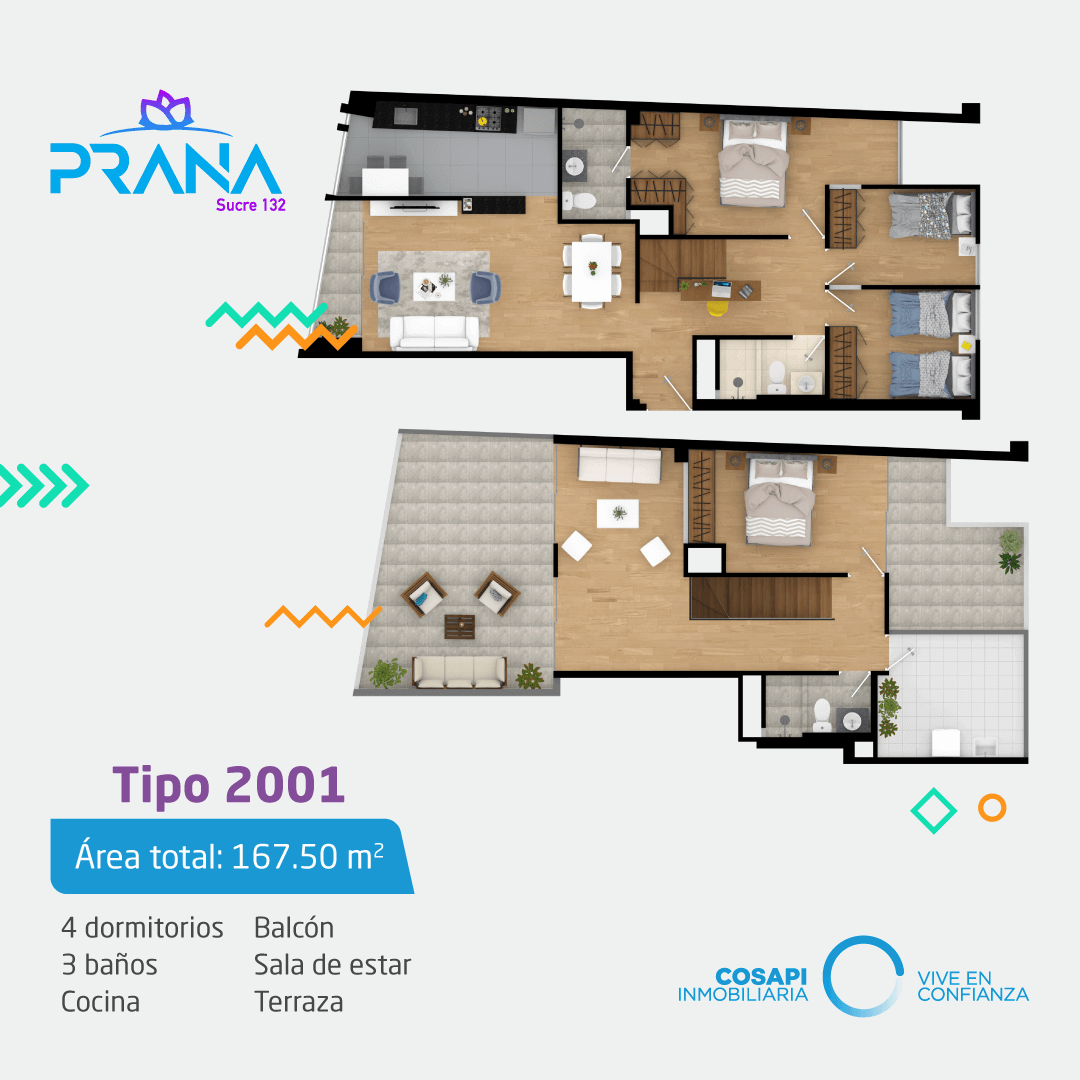 PRANA
Sucre 132
Tipo 2001
Área total: 167.50 m²
4 dormitorios
3 baños
Cocina
Balcón
Sala de estar
Terraza
COSAPI
INMOBILIARIA
VIVE EN
CONFIANZA